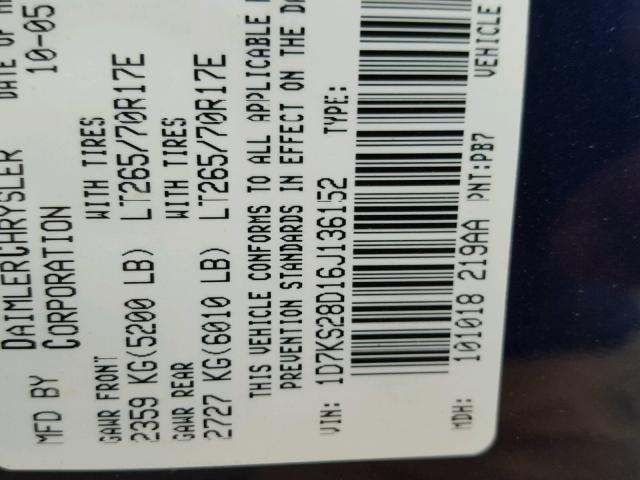 MFD BY DAIMLERCHRYSLER DATE OF
CORPORATION 10-05
GAWR FRONT WITH TIRES
2359 KG(5200 LB) LT265/70R17E
GAWR REAR WITH TIRES
2727 KG(6010 LB) LT265/70R17E
THIS VEHICLE CONFORMS TO ALL APPLICABLE
PREVENTION STANDARDS IN EFFECT ON THE
VIN: 1D7KS28D16J136152 TYPE:
VEHICLE
MDH: 101018 219AA PNT:PB7